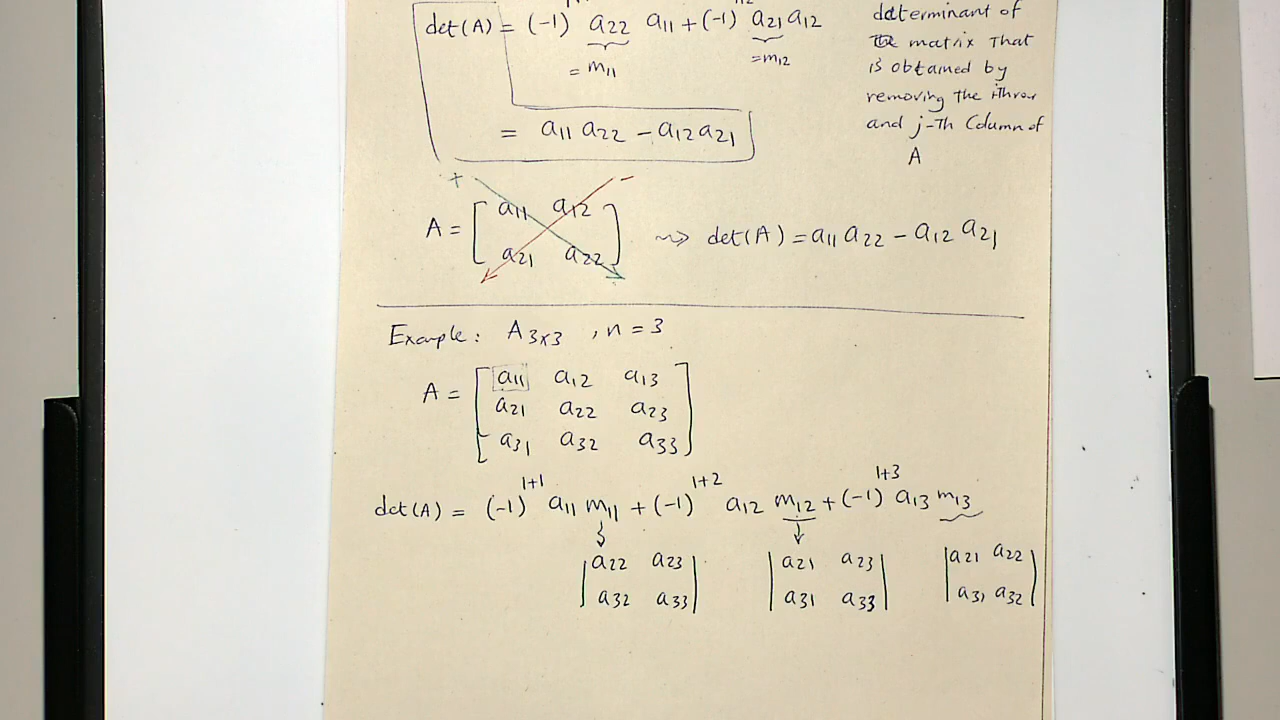 det(A) = (-1) a22 a11 + (-1) a21 a12
= m11
= m12
= a11 a22 - a12 a21
determinant of
the matrix that
is obtained by
removing the i-th row
and j-th column of
A
+ -
A = [ a11 a12
a21 a22 ] ⇝ det(A) = a11 a22 - a12 a21
Example: A3×3 , n = 3
A = [ a11 a12 a13
a21 a22 a23
a31 a32 a33 ]
det(A) = (-1)^1+1 a11 m11 + (-1)^1+2 a12 m12 + (-1)^1+3 a13 m13
|a22 a23| |a21 a23| |a21 a22|
|a32 a33| |a31 a33| |a31 a32|